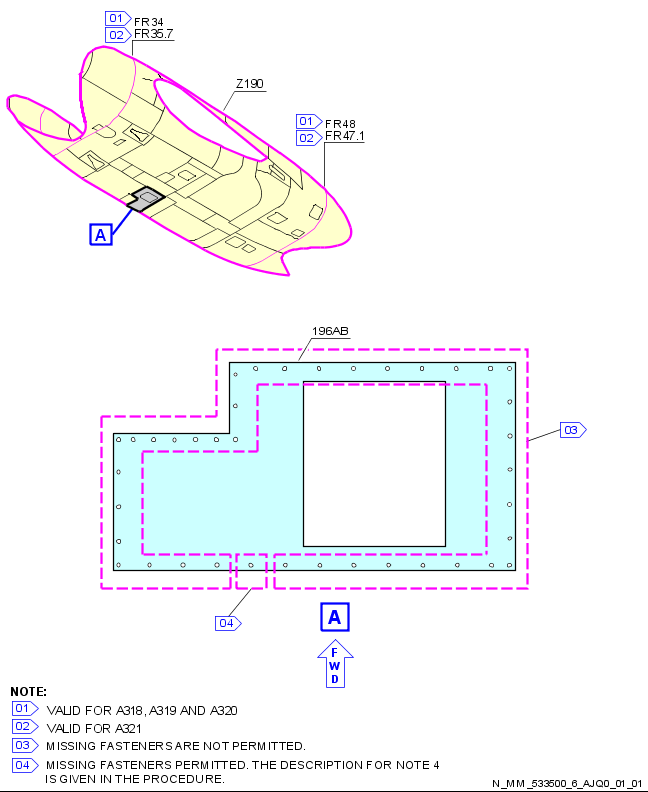 01 FR34
02 FR35.7
Z190
01 FR48
02 FR47.1
A
196AB
03
04
A
F
W
D
NOTE:
01 VALID FOR A318, A319 AND A320
02 VALID FOR A321
03 MISSING FASTENERS ARE NOT PERMITTED.
04 MISSING FASTENERS PERMITTED. THE DESCRIPTION FOR NOTE 4
IS GIVEN IN THE PROCEDURE.
N_MM_533500_6_AJQ0_01_01